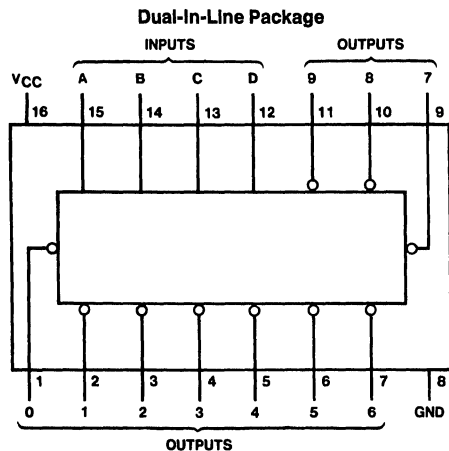 Dual-In-Line Package
INPUTS OUTPUTS
VCC A B C D 9 8 7
16 15 14 13 12 11 10 9
1 2 3 4 5 6 7 8
0 1 2 3 4 5 6 GND
OUTPUTS